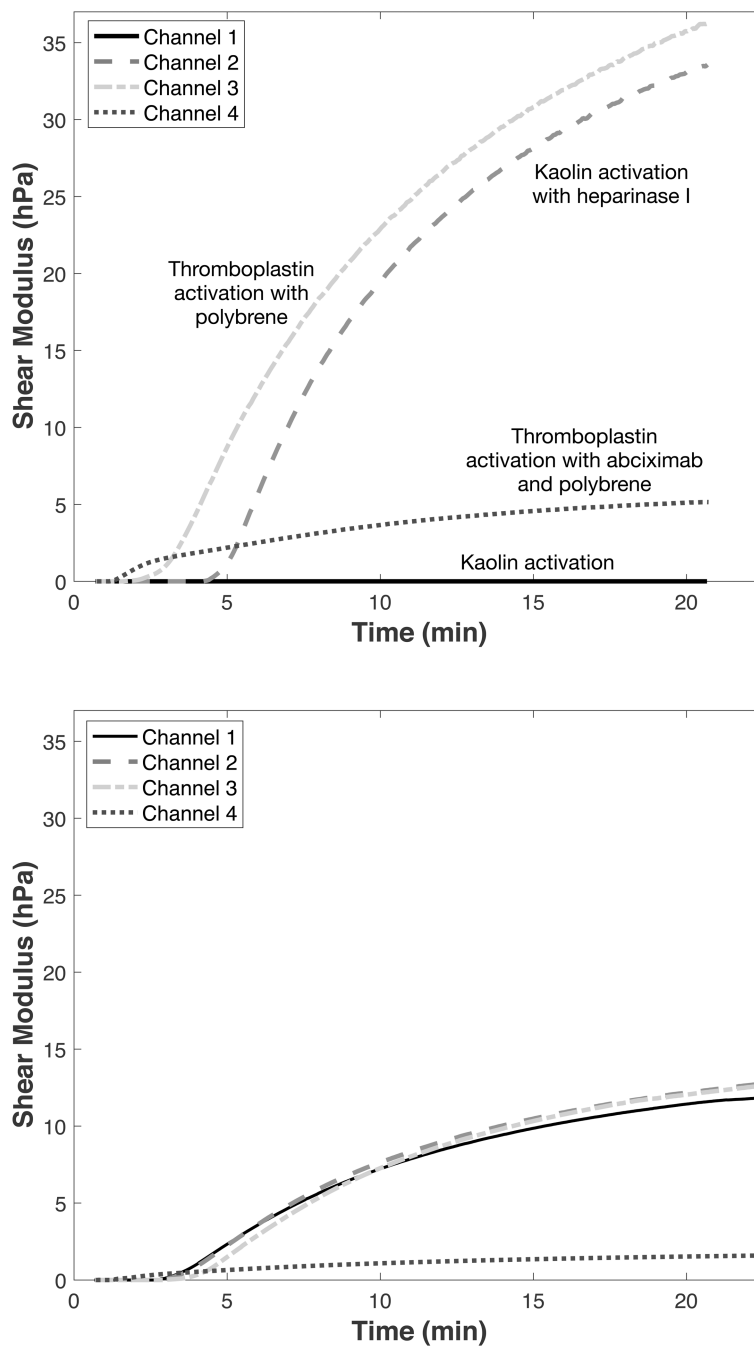 Channel 1
Channel 2
Channel 3
Channel 4
35
30
25
20
15
10
5
0
Shear Modulus (hPa)
Kaolin activation
with heparinase I
Thromboplastin
activation with
polybrene
Thromboplastin
activation with abciximab
and polybrene
Kaolin activation
0
5
10
15
20
Time (min)
Channel 1
Channel 2
Channel 3
Channel 4
35
30
25
20
15
10
5
0
Shear Modulus (hPa)
0
5
10
15
20
Time (min)